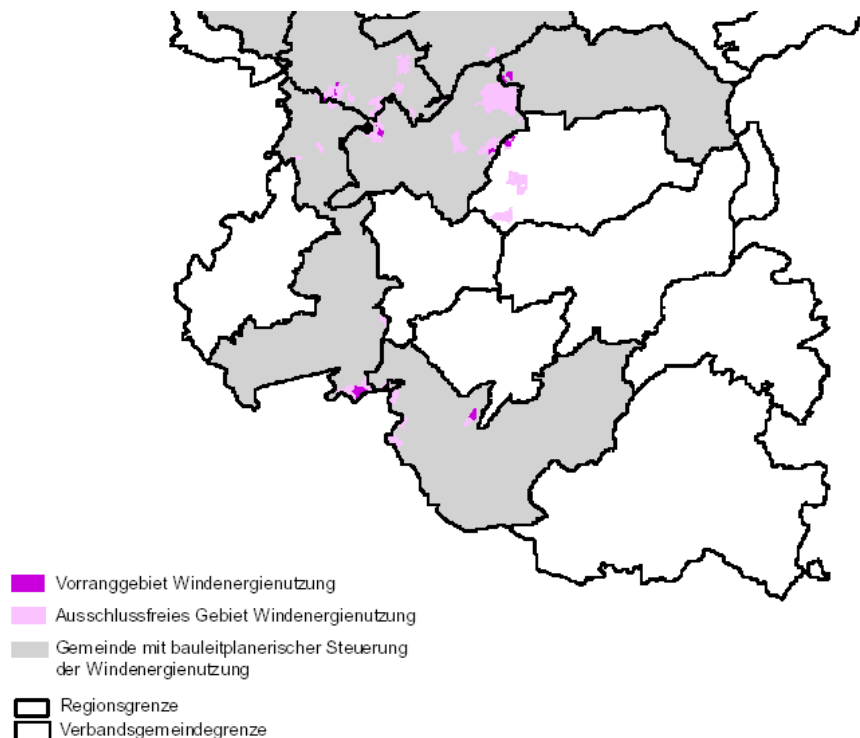 Vorranggebiet Windenergienutzung
Ausschlussfreies Gebiet Windenergienutzung
Gemeinde mit bauleitplanerischer Steuerung
der Windenergienutzung
Regionsgrenze
Verbandsgemeindegrenze